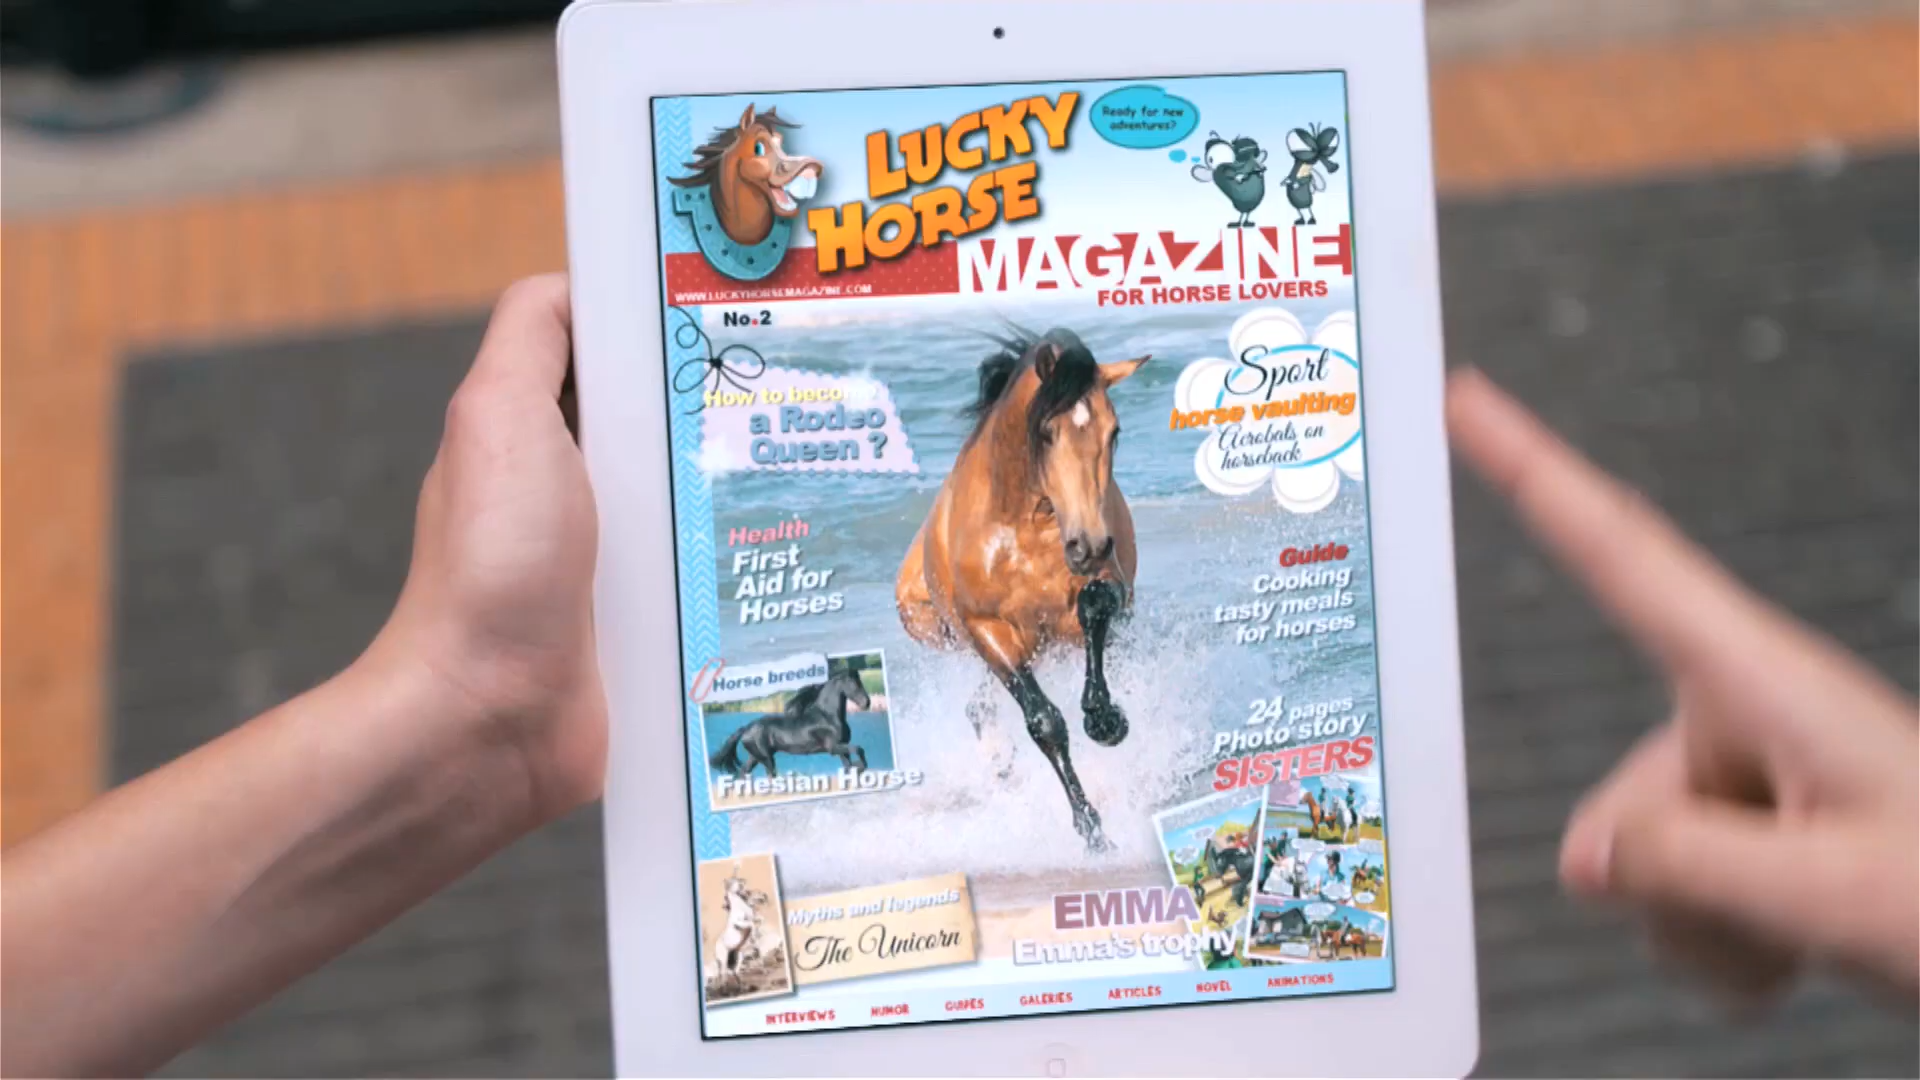 Ready for new
adventures?
LUCKY
HORSE
MAGAZINE
WWW.LUCKYHORSEMAGAZINE.COM
FOR HORSE LOVERS
No.2
How to beco
a Rodeo
Queen ?
Sport
horse vaulting
Acrobats on
horseback
Health
First
Aid for
Horses
Guide
Cooking
tasty meals
for horses
Horse breeds
Friesian Horse
24 pages
Photo story
SISTERS
Myths and legends
The Unicorn
EMMA
Emma's trophy
INTERVIEWS HUMOR GUIDES GALERIES ARTICLES NOVEL ANIMATIONS